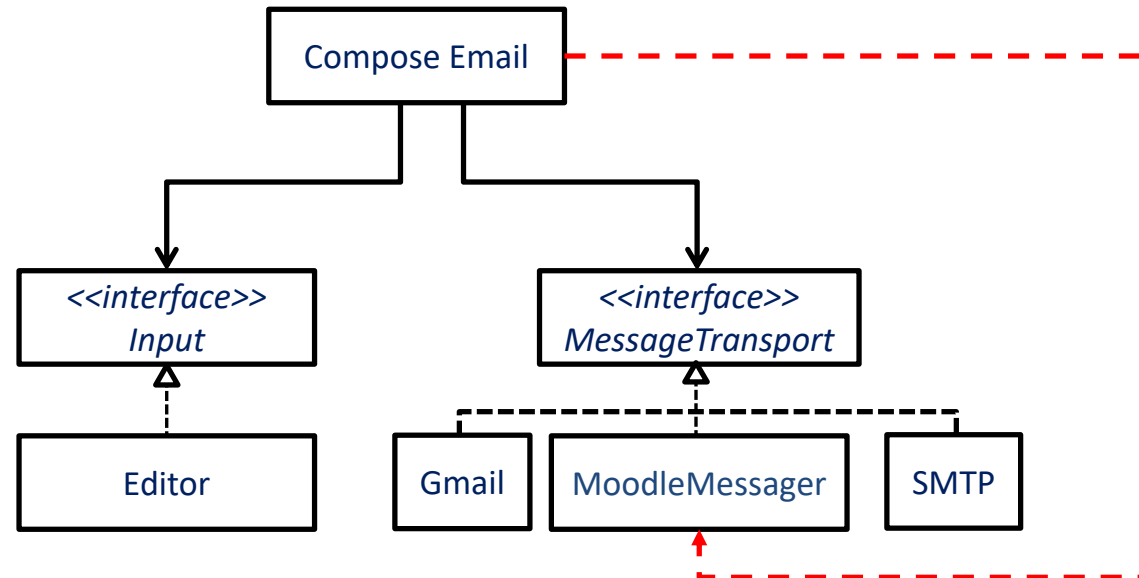 Compose Email
<<interface>>
Input
<<interface>>
MessageTransport
Editor
Gmail
MoodleMessager
SMTP